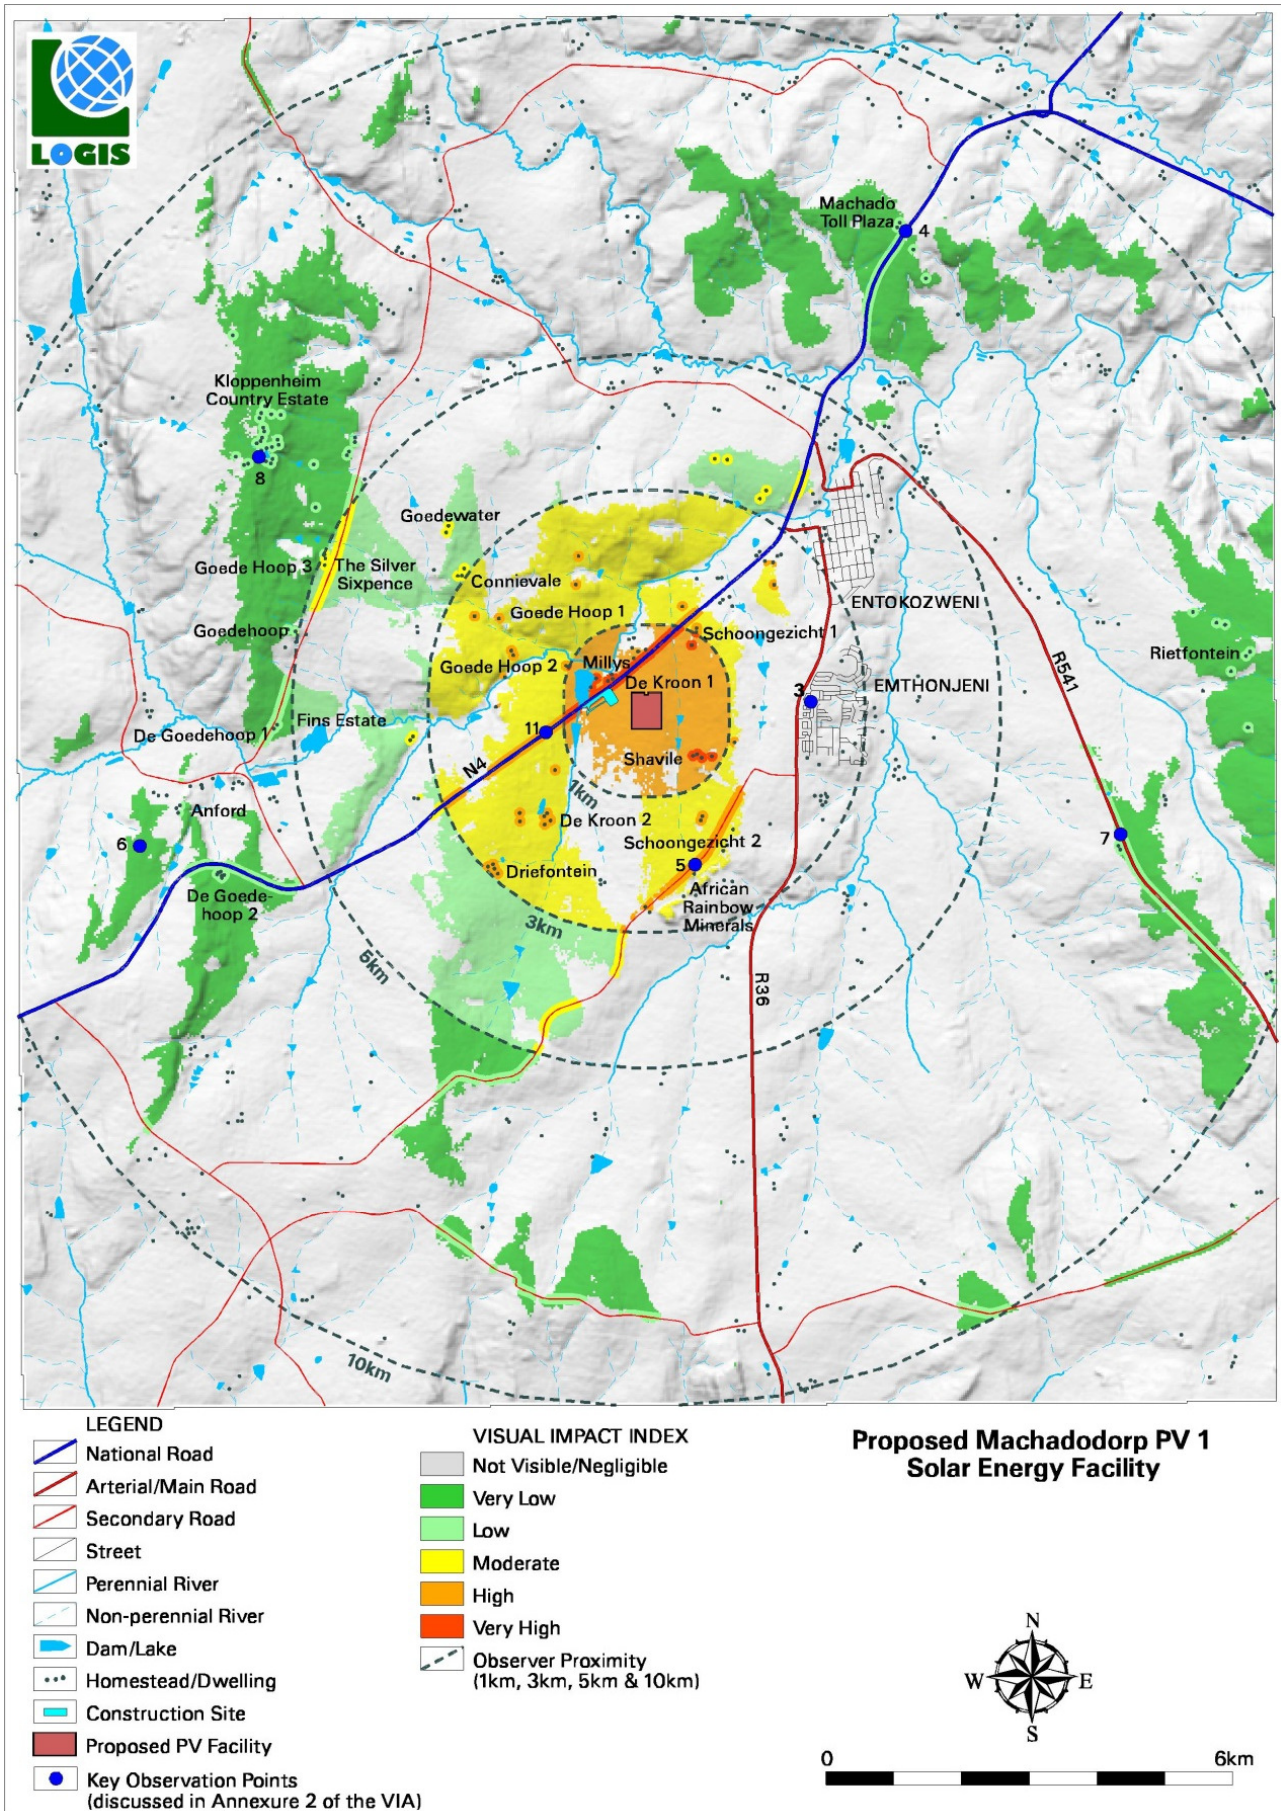 LOGIS
Machado
Toll Plaza
4
Kloppenheim
Country Estate
8
Goedewater
Goede Hoop 3
The Silver
Sixpence
Connievale
Goede Hoop 1
ENTOKOZWENI
Goedehoop
Schoongezicht 1
Goede Hoop 2
Millys
De Kroon 1
R541
Rietfontein
3
EMTHONJENI
Fins Estate
De Goedehoop 1
11
N4
Shavile
1km
Anford
De Kroon 2
6
Schoongezicht 2
7
5
Driefontein
De Goede-
hoop 2
African
Rainbow
Minerals
3km
5km
R36
10km
LEGEND
National Road
Arterial/Main Road
Secondary Road
Street
Perennial River
Non-perennial River
Dam/Lake
Homestead/Dwelling
Construction Site
Proposed PV Facility
Key Observation Points
(discussed in Annexure 2 of the VIA)
VISUAL IMPACT INDEX
Not Visible/Negligible
Very Low
Low
Moderate
High
Very High
Observer Proximity
(1km, 3km, 5km & 10km)
Proposed Machadodorp PV 1
Solar Energy Facility
N
W
E
S
0
6km